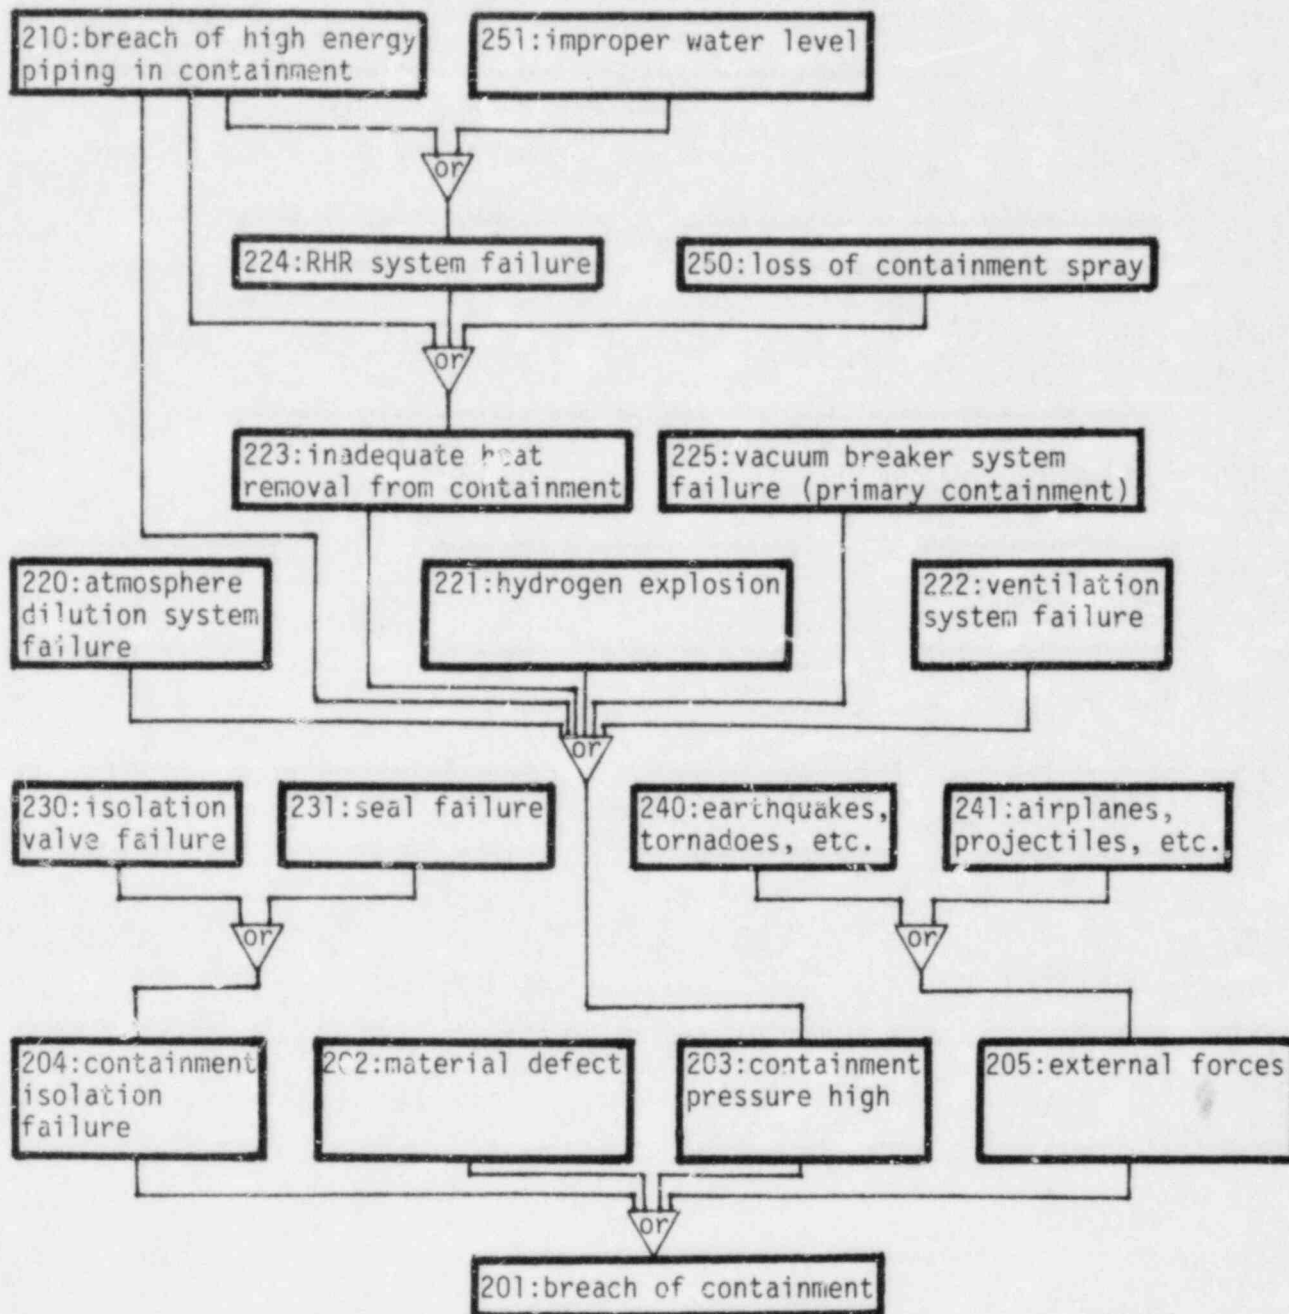 210:breach of high energy
piping in containment
251:improper water level
or
224:RHR system failure
250:loss of containment spray
or
223:inadequate heat
removal from containment
225:vacuum breaker system
failure (primary containment)
220:atmosphere
dilution system
failure
221:hydrogen explosion
222:ventilation
system failure
or
230:isolation
valve failure
231:seal failure
240:earthquakes,
tornadoes, etc.
241:airplanes,
projectiles, etc.
or
or
204:containment
isolation
failure
202:material defect
203:containment
pressure high
205:external forces
or
201:breach of containment